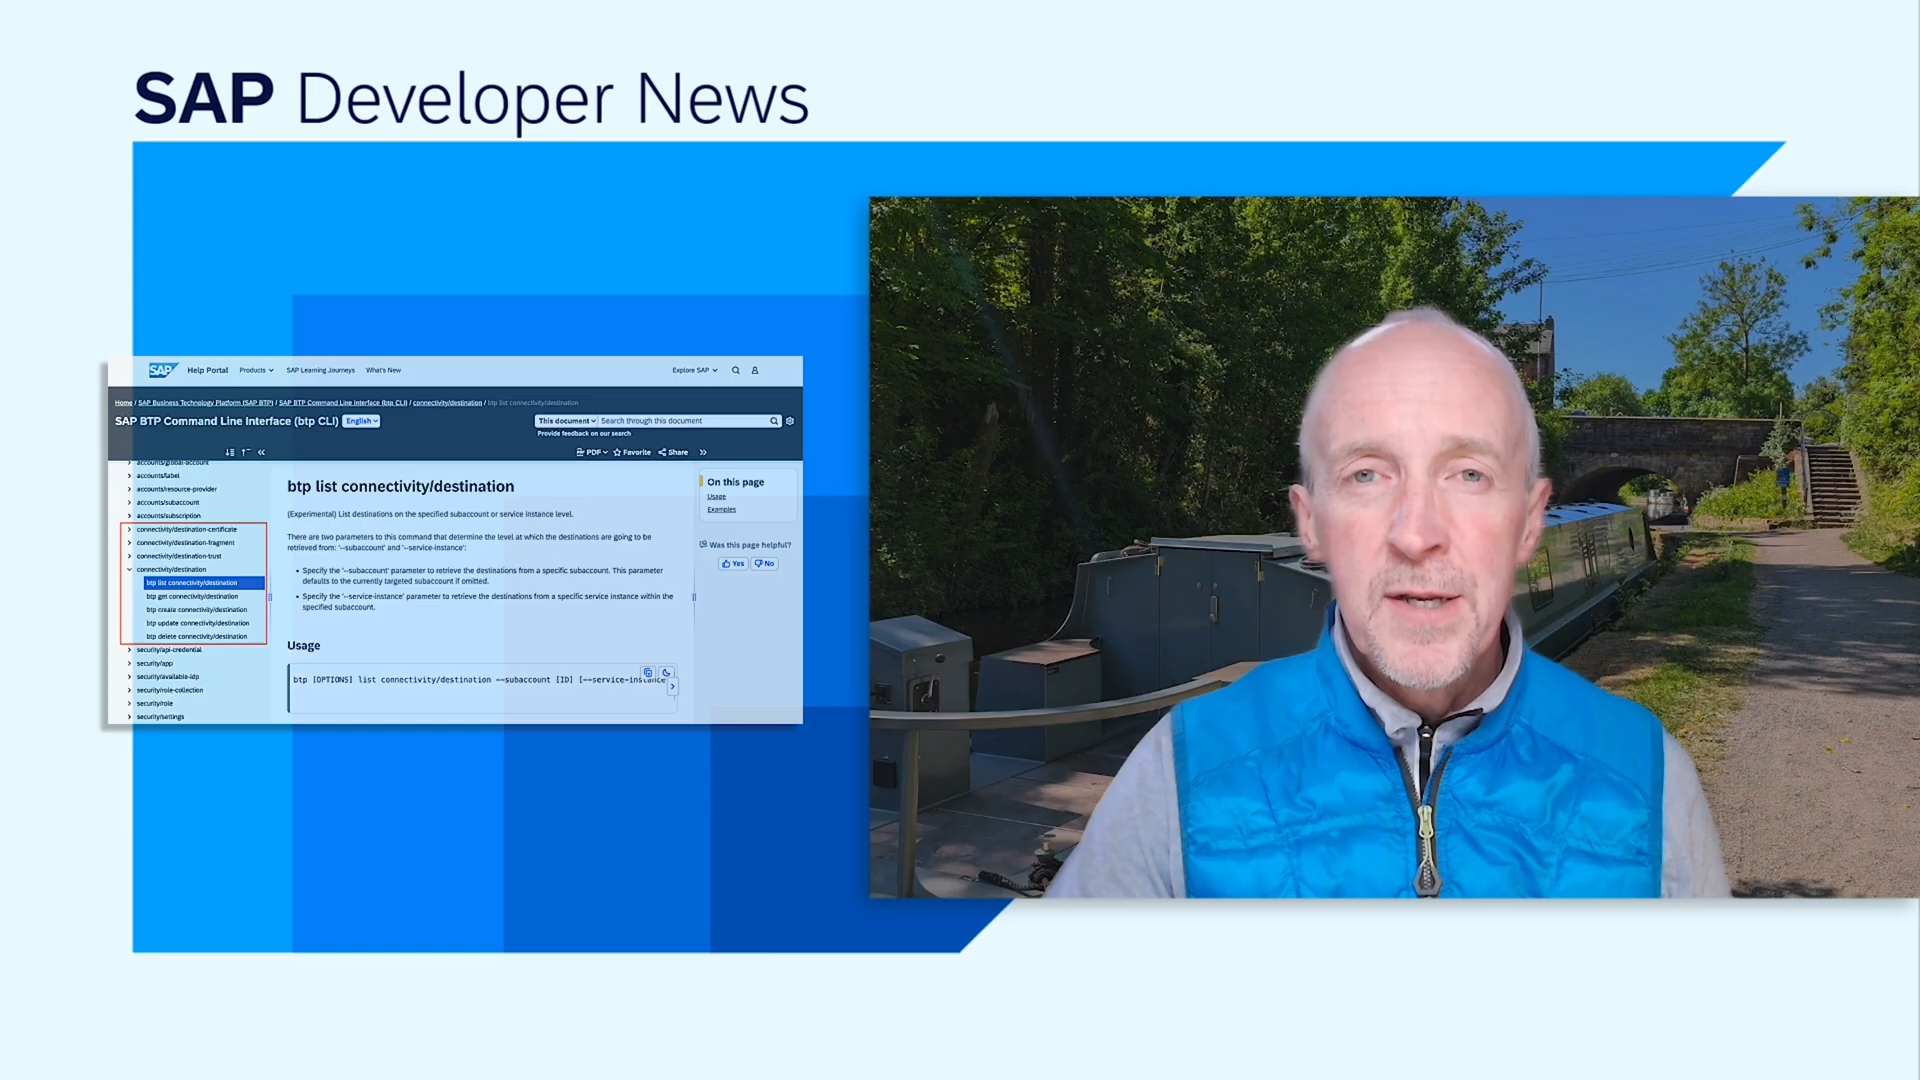 SAP Developer News
SAP Help Portal Products SAP Learning Journeys What's New Explore SAP
Home / SAP Business Technology Platform (SAP BTP) / SAP BTP Command Line Interface (btp CLI) / connectivity/destination / btp list connectivity/destination
SAP BTP Command Line Interface (btp CLI) English This document Search through this document
Provide feedback on our search
PDF Favorite Share
accounts/global-account
accounts/label
accounts/resource-provider
accounts/subaccount
accounts/subscription
connectivity/destination-certificate
connectivity/destination-fragment
connectivity/destination-trust
connectivity/destination
btp list connectivity/destination
btp get connectivity/destination
btp create connectivity/destination
btp update connectivity/destination
btp delete connectivity/destination
security/api-credential
security/app
security/available-idp
security/role-collection
security/role
security/settings
btp list connectivity/destination
(Experimental) List destinations on the specified subaccount or service instance level.
There are two parameters to this command that determine the level at which the destinations are going to be
retrieved from: '--subaccount' and '--service-instance':
• Specify the '--subaccount' parameter to retrieve the destinations from a specific subaccount. This parameter
defaults to the currently targeted subaccount if omitted.
• Specify the '--service-instance' parameter to retrieve the destinations from a specific service instance within the
specified subaccount.
Usage
btp [OPTIONS] list connectivity/destination --subaccount [ID] [--service-instance
On this page
Usage
Examples
Was this page helpful?
Yes No